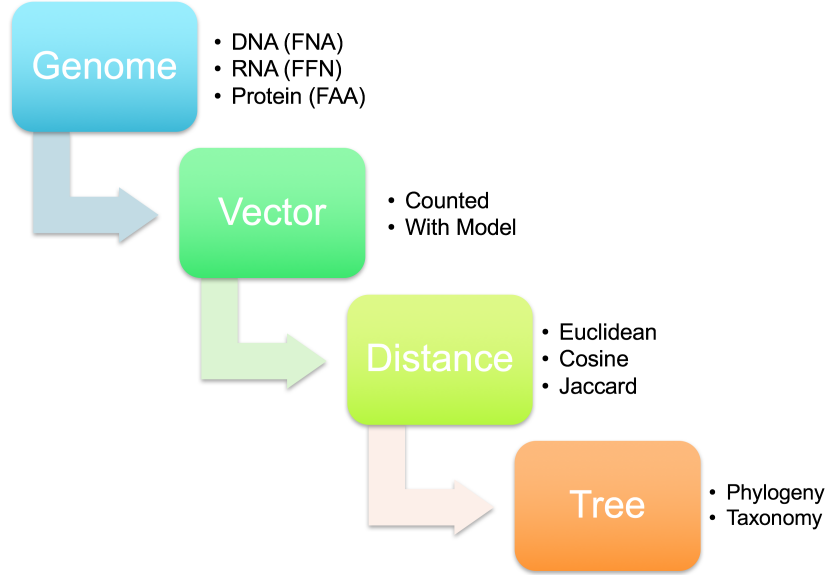 Genome
• DNA (FNA)
• RNA (FFN)
• Protein (FAA)
Vector
• Counted
• With Model
Distance
• Euclidean
• Cosine
• Jaccard
Tree
• Phylogeny
• Taxonomy